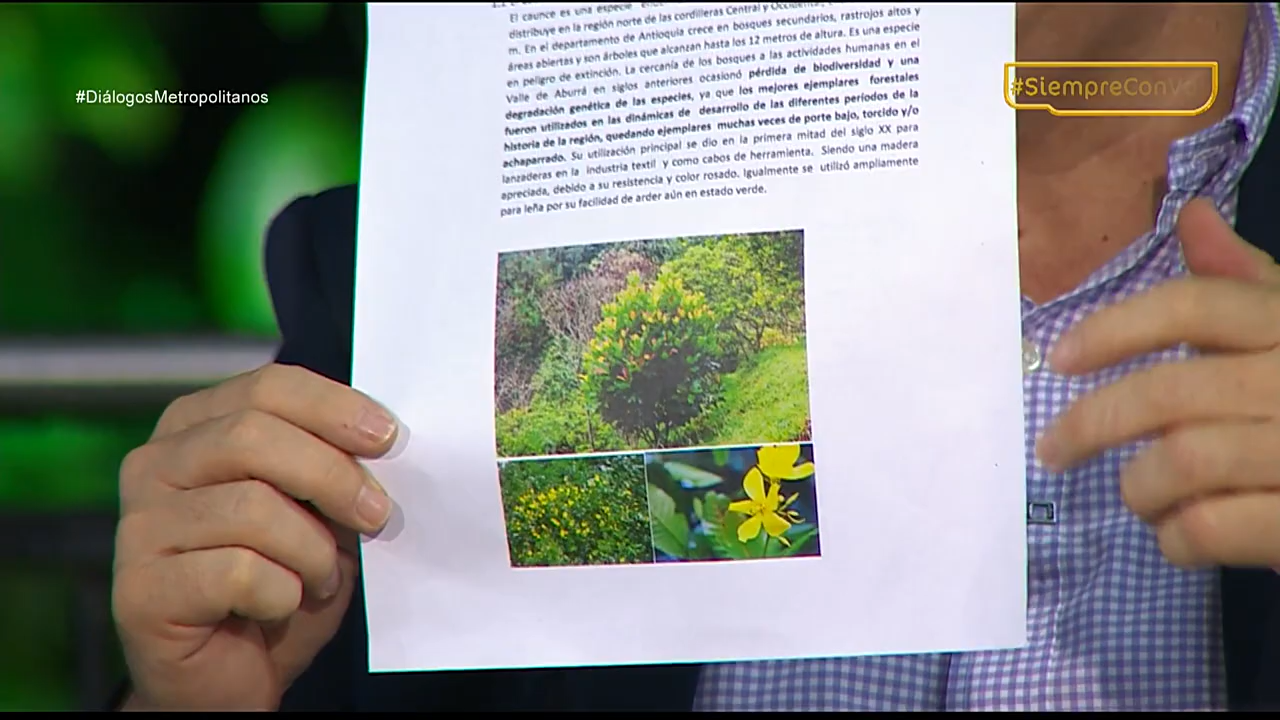 #DiálogosMetropolitanos
#SiempreConVo
El caunce es una especie
distribuye en la región norte de las cordilleras Central y
m. En el departamento de Antioquia crece en bosques secundarios, rastrojos altos y
áreas abiertas y son árboles que alcanzan hasta los 12 metros de altura. Es una especie
en peligro de extinción. La cercanía de los bosques a las actividades humanas en el
Valle de Aburrá en siglos anteriores ocasionó pérdida de biodiversidad y una
degradación genética de las especies, ya que los mejores ejemplares forestales
fueron utilizados en las dinámicas de desarrollo de las diferentes periodos de la
historia de la región, quedando ejemplares muchas veces de porte bajo, torcido y/o
achaparrado. Su utilización principal se dio en la primera mitad del siglo XX para
lanzaderas en la industria textil y como cabos de herramienta. Siendo una madera
apreciada, debido a su resistencia y color rosado. Igualmente se utilizó ampliamente
para leña por su facilidad de arder aún en estado verde.